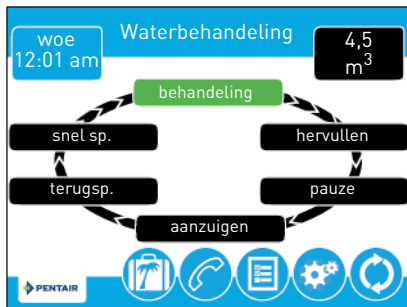 woe
12:01 am
Waterbehandeling
4,5
m³
behandeling
snel sp.
hervullen
terugsp.
pauze
aanzuigen
PENTAIR